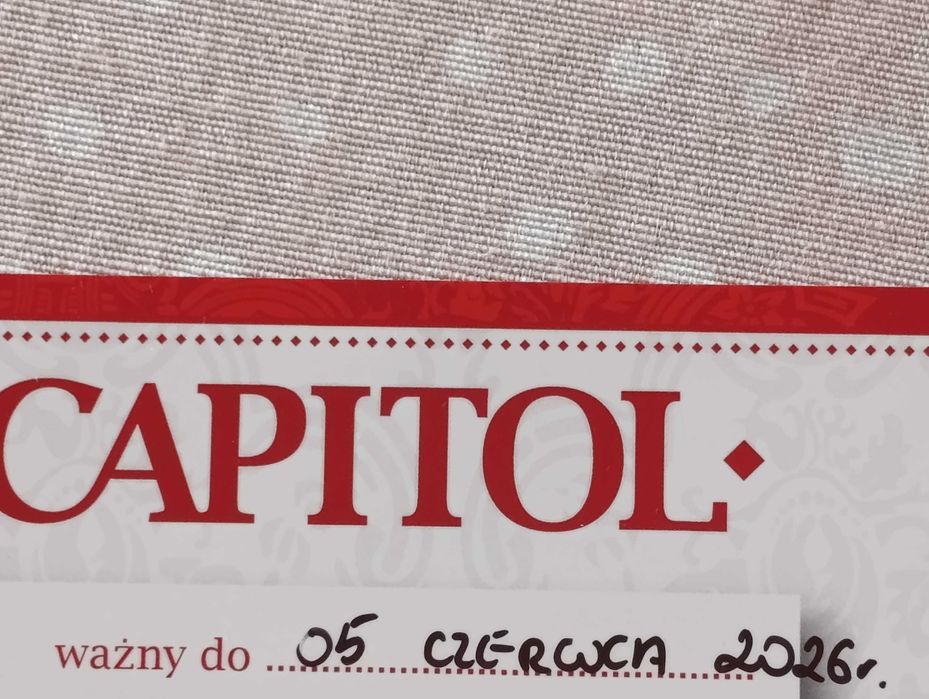 CAPITOL
ważny do 05 CZERWCA 2026r.